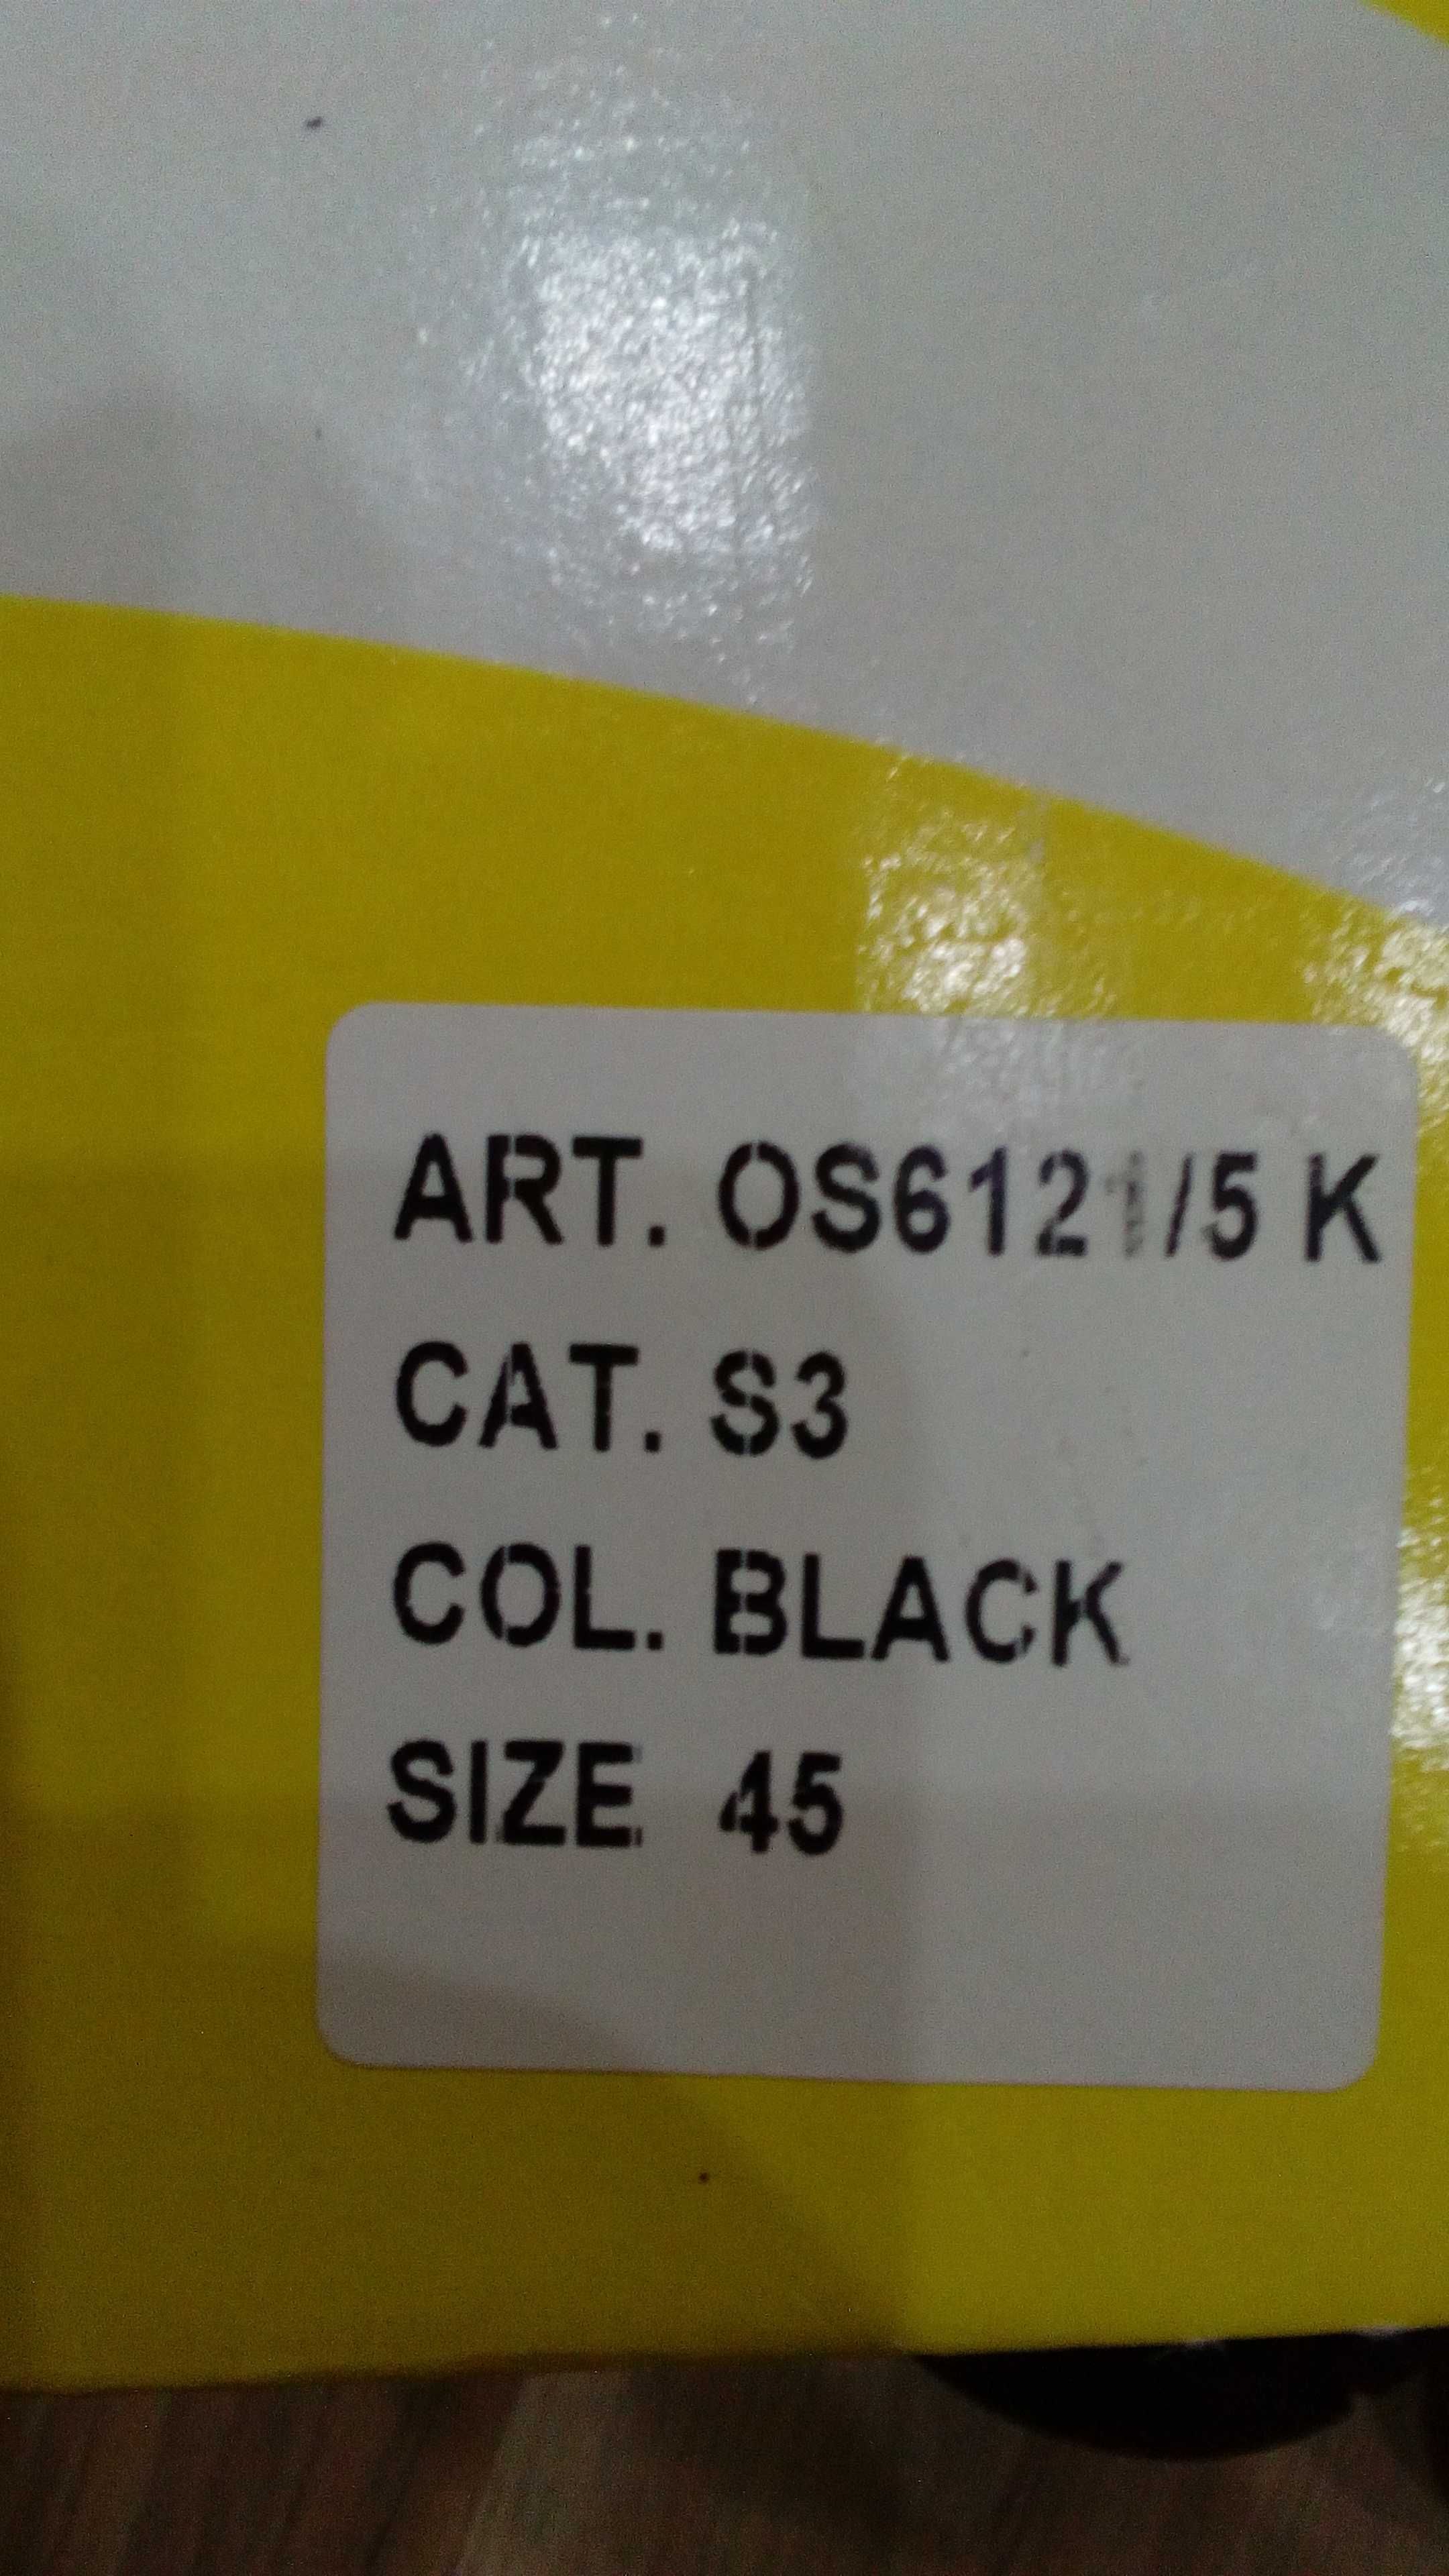 ART. OS6121/5 K
CAT. S3
COL. BLACK
SIZE 45